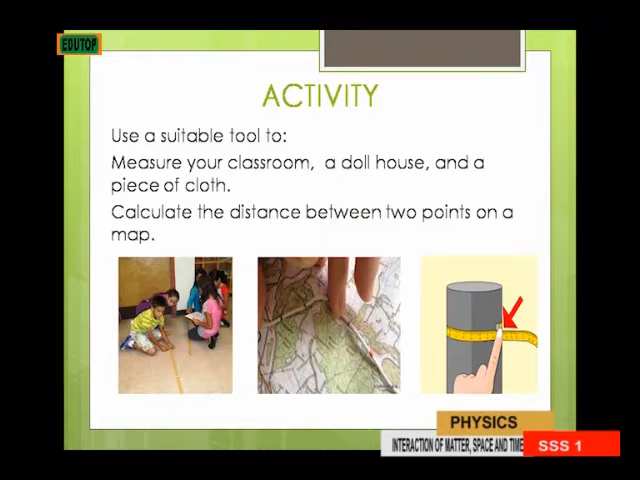 EDUTOP
ACTIVITY
Use a suitable tool to:
Measure your classroom, a doll house, and a
piece of cloth.
Calculate the distance between two points on a
map.
PHYSICS
INTERACTION OF MATTER, SPACE AND TIME
SSS 1